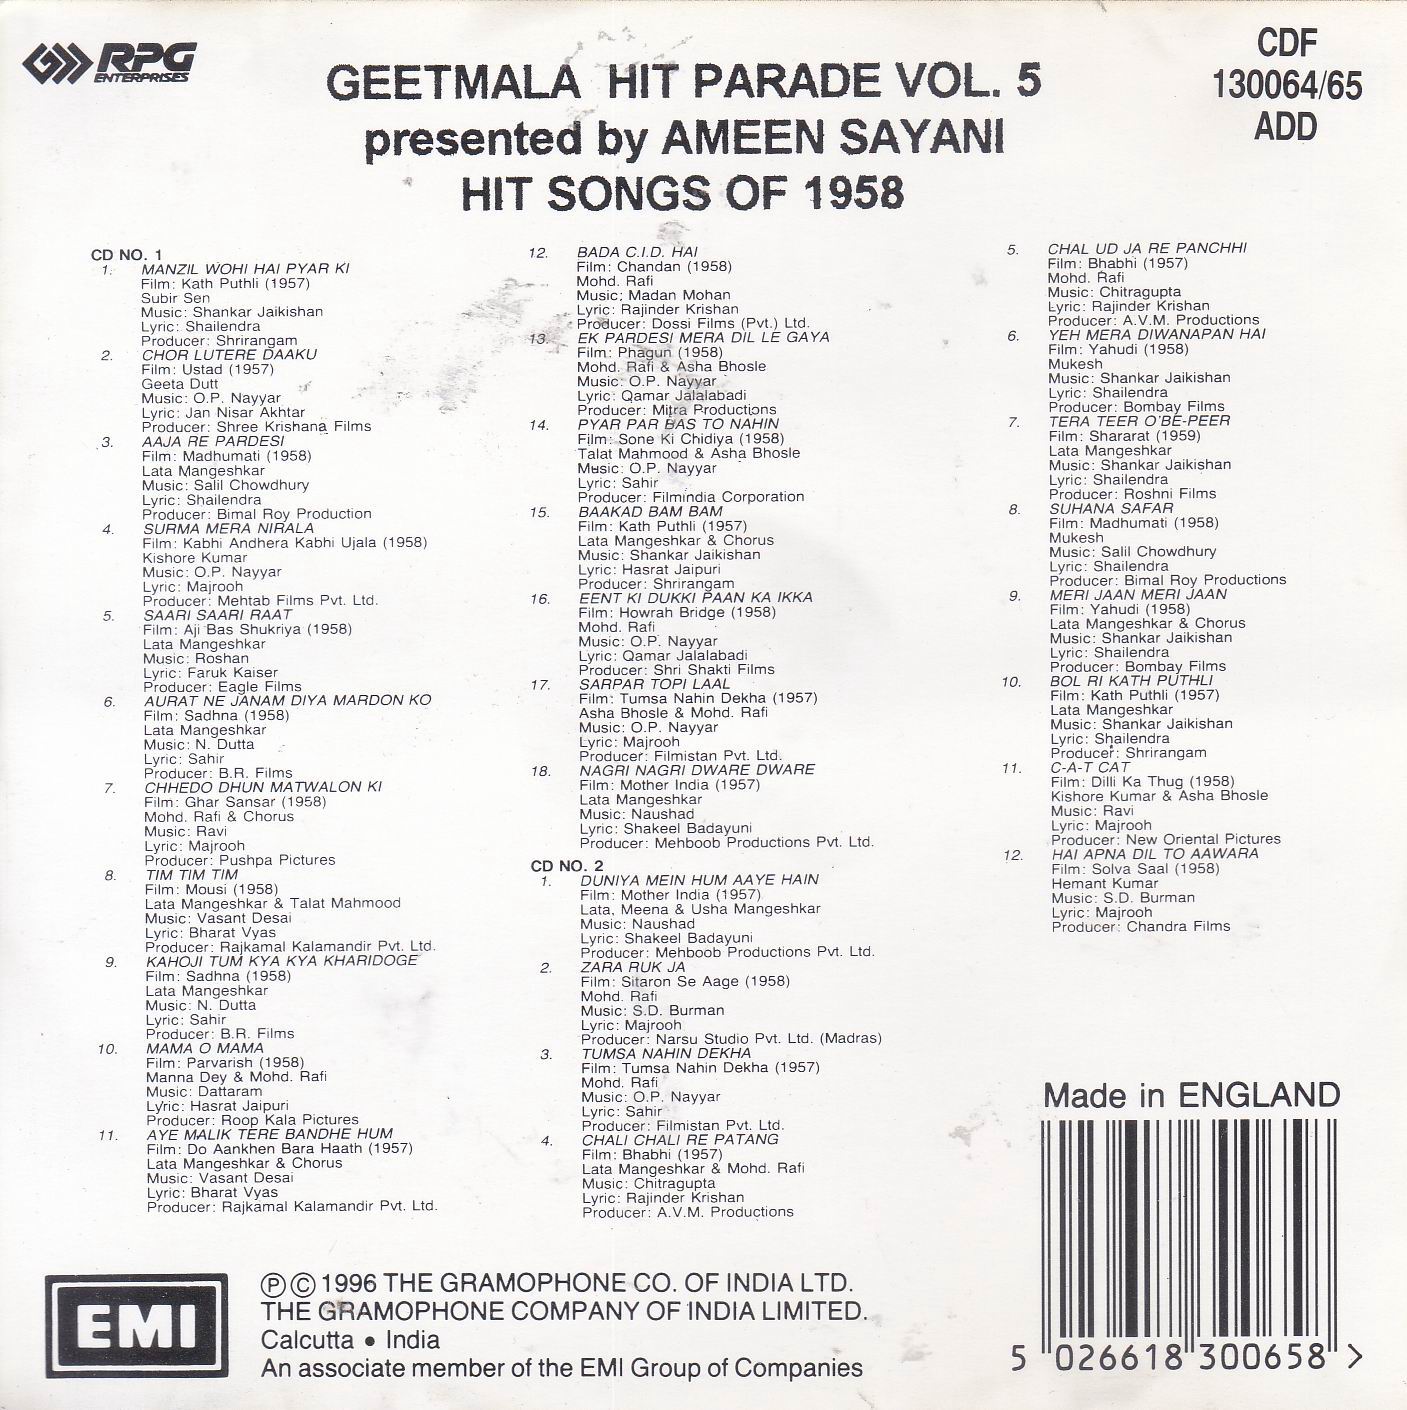 RPG
ENTERPRISES
GEETMALA HIT PARADE VOL. 5
presented by AMEEN SAYANI
HIT SONGS OF 1958
CDF
130064/65
ADD
CD NO. 1
1. MANZIL WOHI HAI PYAR KI
Film: Kath Puthli (1957)
Subir Sen
Music: Shankar Jaikishan
Lyric: Shailendra
Producer: Shrirangam
2. CHOR LUTERE DAAKU
Film: Ustad (1957)
Geeta Dutt
Music: O.P. Nayyar
Lyric: Jan Nisar Akhtar
Producer: Shree Krishana Films
3. AAJA RE PARDESI
Film: Madhumati (1958)
Lata Mangeshkar
Music: Salil Chowdhury
Lyric: Shailendra
Producer: Bimal Roy Production
4. SURMA MERA NIRALA
Film: Kabhi Andhera Kabhi Ujala (1958)
Kishore Kumar
Music: O.P. Nayyar
Lyric: Majrooh
Producer: Mehtab Films Pvt. Ltd.
5. SAARI SAARI RAAT
Film: Aji Bas Shukriya (1958)
Lata Mangeshkar
Music: Roshan
Lyric: Faruk Kaiser
Producer: Eagle Films
6. AURAT NE JANAM DIYA MARDON KO
Film: Sadhna (1958)
Lata Mangeshkar
Music: N. Dutta
Lyric: Sahir
Producer: B.R. Films
7. CHHEDO DHUN MATWALON KI
Film: Ghar Sansar (1958)
Mohd. Rafi & Chorus
Music: Ravi
Lyric: Majrooh
Producer: Pushpa Pictures
8. TIM TIM TIM
Film: Mousi (1958)
Lata Mangeshkar & Talat Mahmood
Music: Vasant Desai
Lyric: Bharat Vyas
Producer: Rajkamal Kalamandir Pvt. Ltd.
9. KAHOJI TUM KYA KYA KHARIDOGE
Film: Sadhna (1958)
Lata Mangeshkar
Music: N. Dutta
Lyric: Sahir
Producer: B.R. Films
10. MAMA O MAMA
Film: Parvarish (1958)
Manna Dey & Mohd. Rafi
Music: Dattaram
Lyric: Hasrat Jaipuri
Producer: Roop Kala Pictures
11. AYE MALIK TERE BANDHE HUM
Film: Do Aankhen Bara Haath (1957)
Lata Mangeshkar & Chorus
Music: Vasant Desai
Lyric: Bharat Vyas
Producer: Rajkamal Kalamandir Pvt. Ltd.
12. BADA C.I.D. HAI
Film: Chandan (1958)
Mohd. Rafi
Music: Madan Mohan
Lyric: Rajinder Krishan
Producer: Dossi Films (Pvt.) Ltd.
13. EK PARDESI MERA DIL LE GAYA
Film: Phagun (1958)
Mohd. Rafi & Asha Bhosle
Music: O.P. Nayyar
Lyric: Qamar Jalalabadi
Producer: Mitra Productions
14. PYAR PAR BAS TO NAHIN
Film: Sone Ki Chidiya (1958)
Talat Mahmood & Asha Bhosle
Music: O.P. Nayyar
Lyric: Sahir
Producer: Filmindia Corporation
15. BAAKAD BAM BAM
Film: Kath Puthli (1957)
Lata Mangeshkar & Chorus
Music: Shankar Jaikishan
Lyric: Hasrat Jaipuri
Producer: Shrirangam
16. EENT KI DUKKI PAAN KA IKKA
Film: Howrah Bridge (1958)
Mohd. Rafi
Music: O.P. Nayyar
Lyric: Qamar Jalalabadi
Producer: Shri Shakti Films
17. SARPAR TOPI LAAL
Film: Tumsa Nahin Dekha (1957)
Asha Bhosle & Mohd. Rafi
Music: O.P. Nayyar
Lyric: Majrooh
Producer: Filmistan Pvt. Ltd.
18. NAGRI NAGRI DWARE DWARE
Film: Mother India (1957)
Lata Mangeshkar
Music: Naushad
Lyric: Shakeel Badayuni
Producer: Mehboob Productions Pvt. Ltd.
CD NO. 2
1. DUNIYA MEIN HUM AAYE HAIN
Film: Mother India (1957)
Lata, Meena & Usha Mangeshkar
Music: Naushad
Lyric: Shakeel Badayuni
Producer: Mehboob Productions Pvt. Ltd.
2. ZARA RUK JA
Film: Sitaron Se Aage (1958)
Mohd. Rafi
Music: S.D. Burman
Lyric: Majrooh
Producer: Narsu Studio Pvt. Ltd. (Madras)
3. TUMSA NAHIN DEKHA
Film: Tumsa Nahin Dekha (1957)
Mohd. Rafi
Music: O.P. Nayyar
Lyric: Sahir
Producer: Filmistan Pvt. Ltd.
4. CHALI CHALI RE PATANG
Film: Bhabhi (1957)
Lata Mangeshkar & Mohd. Rafi
Music: Chitragupta
Lyric: Rajinder Krishan
Producer: A.V.M. Productions
5. CHAL UD JA RE PANCHHI
Film: Bhabhi (1957)
Mohd. Rafi
Music: Chitragupta
Lyric: Rajinder Krishan
Producer: A.V.M. Productions
6. YEH MERA DIWANAPAN HAI
Film: Yahudi (1958)
Mukesh
Music: Shankar Jaikishan
Lyric: Shailendra
Producer: Bombay Films
7. TERA TEER O'BE-PEER
Film: Shararat (1959)
Lata Mangeshkar
Music: Shankar Jaikishan
Lyric: Shailendra
Producer: Roshni Films
8. SUHANA SAFAR
Film: Madhumati (1958)
Mukesh
Music: Salil Chowdhury
Lyric: Shailendra
Producer: Bimal Roy Productions
9. MERI JAAN MERI JAAN
Film: Yahudi (1958)
Lata Mangeshkar & Chorus
Music: Shankar Jaikishan
Lyric: Shailendra
Producer: Bombay Films
10. BOL RI KATH PUTHLI
Film: Kath Puthli (1957)
Lata Mangeshkar
Music: Shankar Jaikishan
Lyric: Shailendra
Producer: Shrirangam
11. C-A-T CAT
Film: Dilli Ka Thug (1958)
Kishore Kumar & Asha Bhosle
Music: Ravi
Lyric: Majrooh
Producer: New Oriental Pictures
12. HAI APNA DIL TO AAWARA
Film: Solva Saal (1958)
Hemant Kumar
Music: S.D. Burman
Lyric: Majrooh
Producer: Chandra Films
Made in ENGLAND
5 026618 300658 >
EMI
℗ © 1996 THE GRAMOPHONE CO. OF INDIA LTD.
THE GRAMOPHONE COMPANY OF INDIA LIMITED.
Calcutta • India
An associate member of the EMI Group of Companies